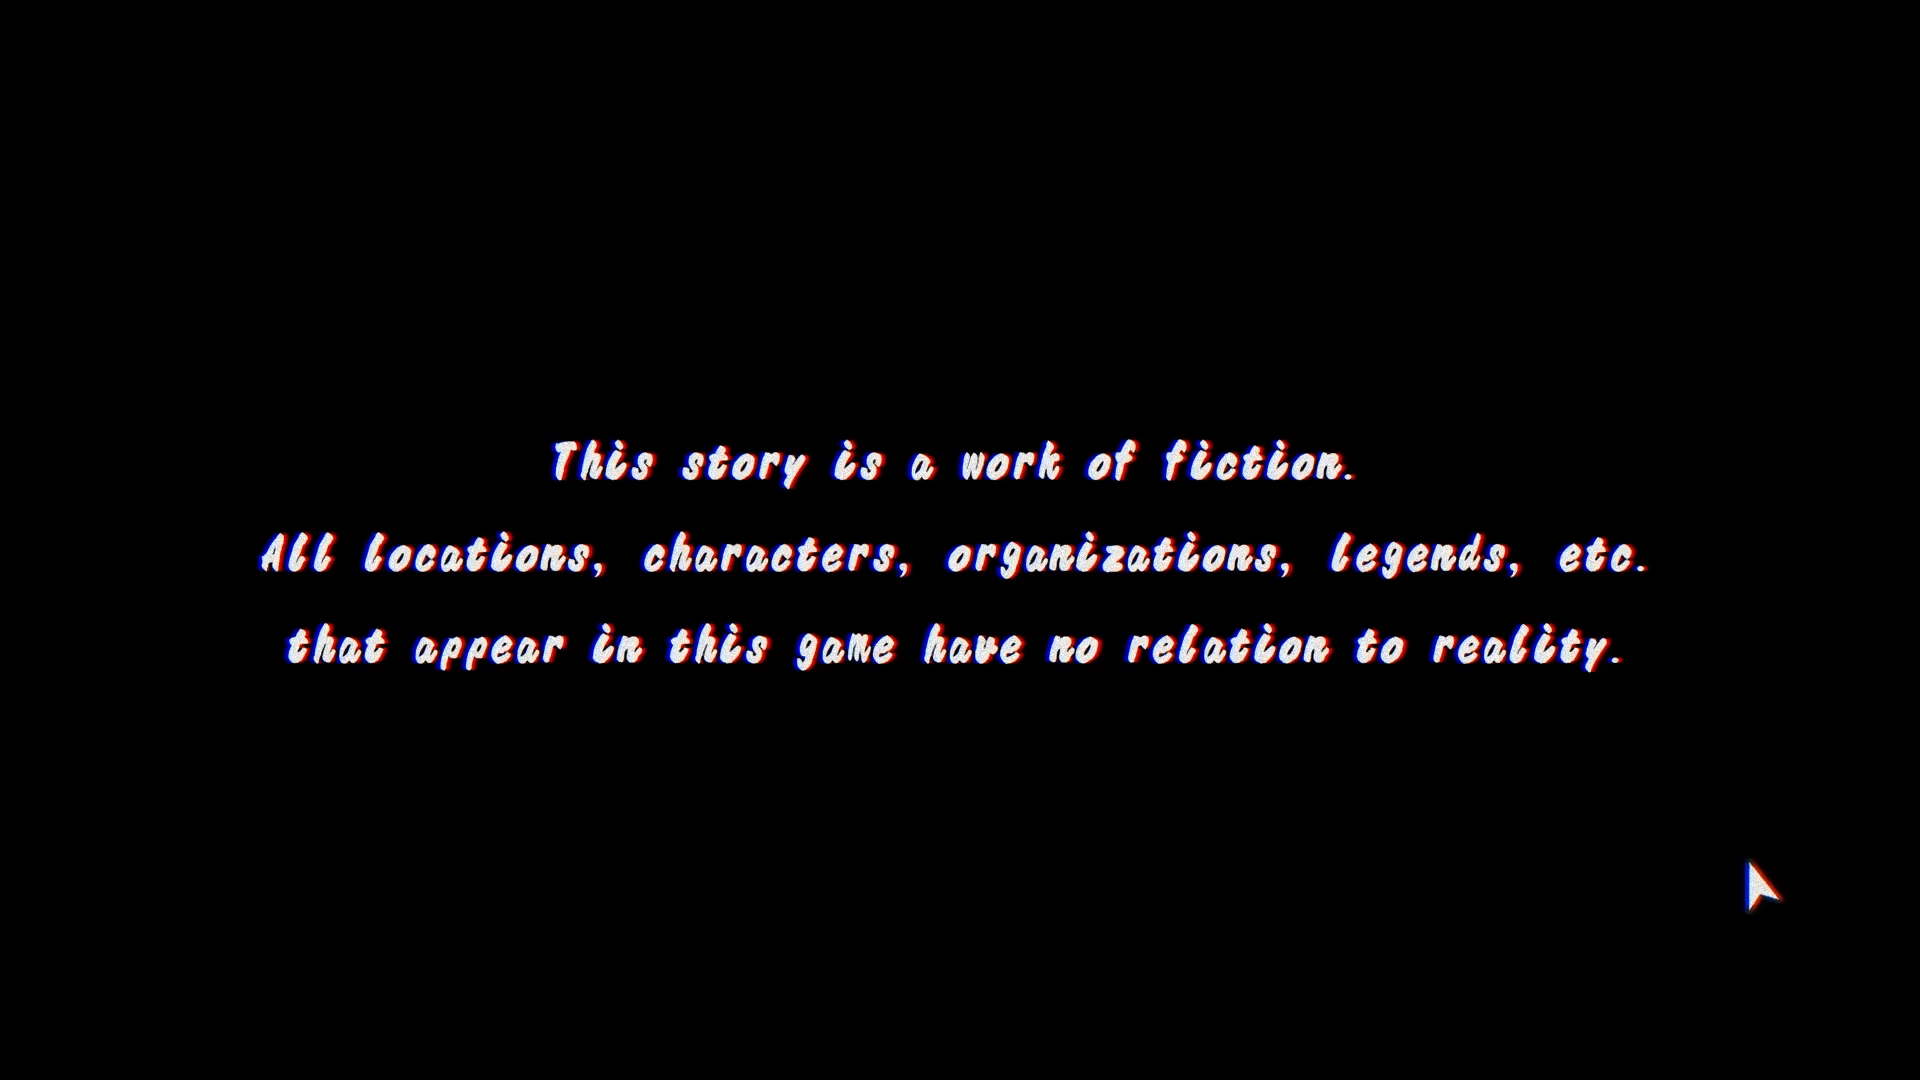 This story is a work of fiction.
All locations, characters, organizations, legends, etc.
that appear in this game have no relation to reality.